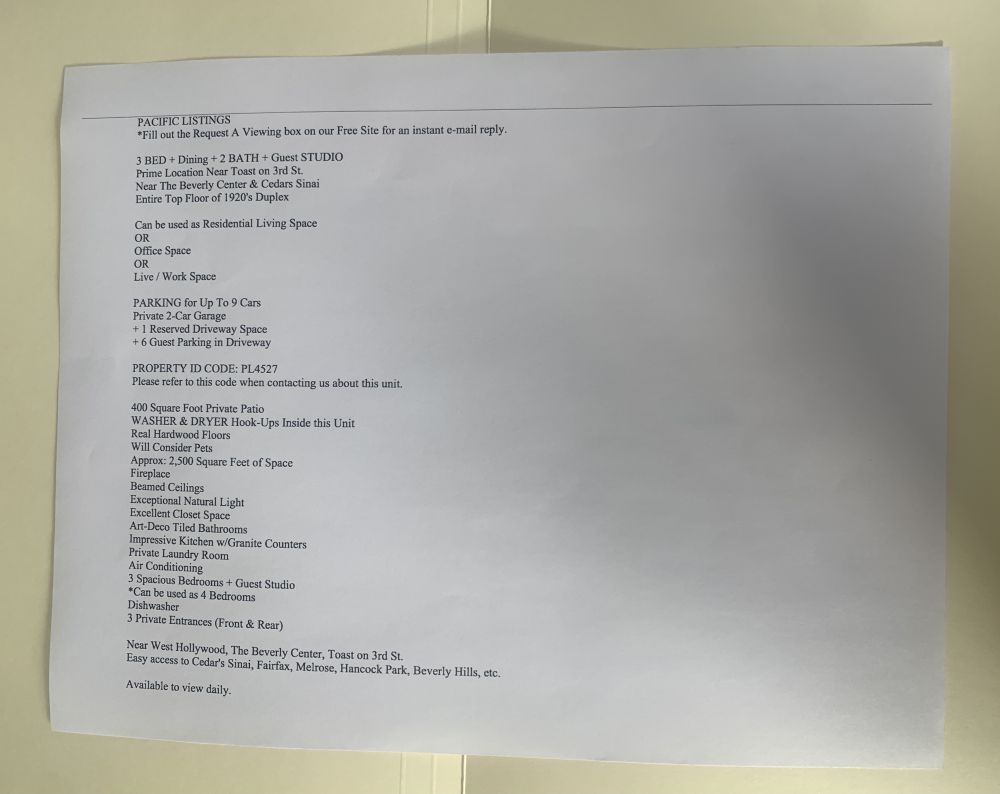 PACIFIC LISTINGS
*Fill out the Request A Viewing box on our Free Site for an instant e-mail reply.
3 BED + Dining + 2 BATH + Guest STUDIO
Prime Location Near Toast on 3rd St.
Near The Beverly Center & Cedars Sinai
Entire Top Floor of 1920's Duplex
Can be used as Residential Living Space
OR
Office Space
OR
Live / Work Space
PARKING for Up To 9 Cars
Private 2-Car Garage
+ 1 Reserved Driveway Space
+ 6 Guest Parking in Driveway
PROPERTY ID CODE: PL4527
Please refer to this code when contacting us about this unit.
400 Square Foot Private Patio
WASHER & DRYER Hook-Ups Inside this Unit
Real Hardwood Floors
Will Consider Pets
Approx: 2,500 Square Feet of Space
Fireplace
Beamed Ceilings
Exceptional Natural Light
Excellent Closet Space
Art-Deco Tiled Bathrooms
Impressive Kitchen w/Granite Counters
Private Laundry Room
Air Conditioning
3 Spacious Bedrooms + Guest Studio
*Can be used as 4 Bedrooms
Dishwasher
3 Private Entrances (Front & Rear)
Near West Hollywood, The Beverly Center, Toast on 3rd St.
Easy access to Cedar's Sinai, Fairfax, Melrose, Hancock Park, Beverly Hills, etc.
Available to view daily.